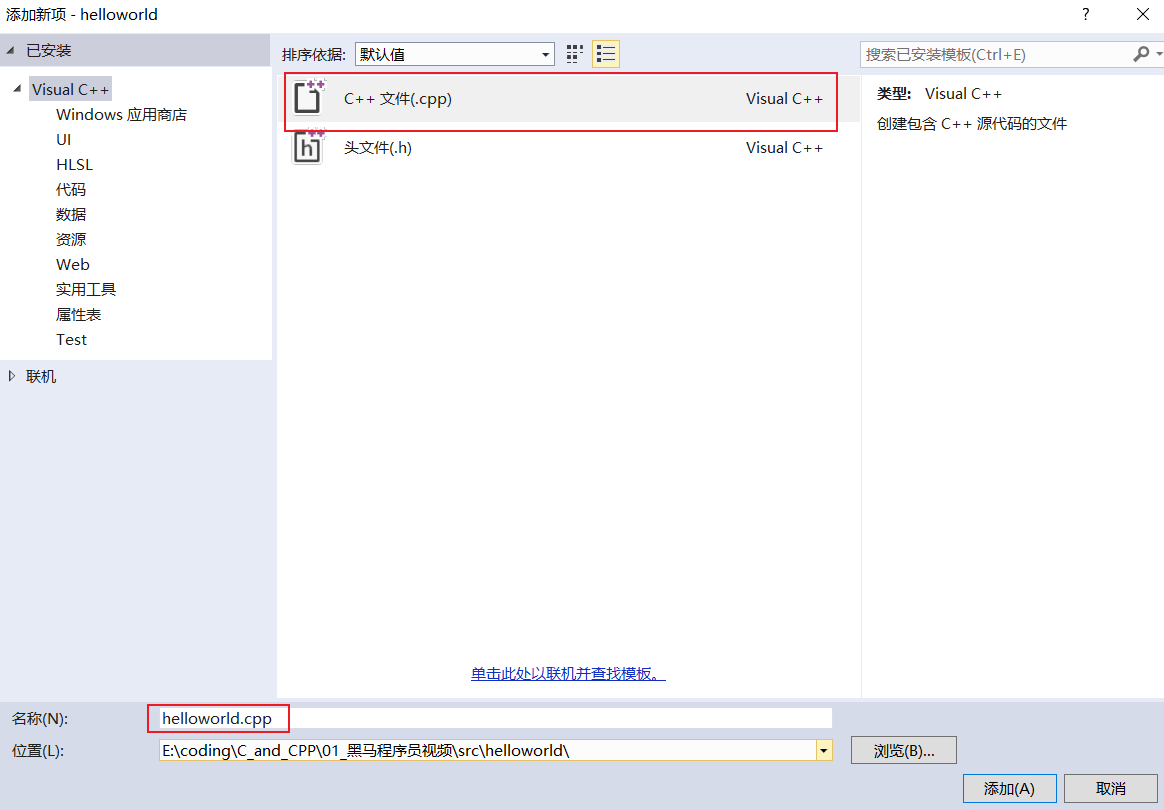 添加新项 - helloworld
?
已安装
排序依据: 默认值
搜索已安装模板(Ctrl+E)
Visual C++
Windows 应用商店
UI
HLSL
代码
数据
资源
Web
实用工具
属性表
Test
联机
C++ 文件(.cpp) Visual C++
头文件(.h) Visual C++
类型: Visual C++
创建包含 C++ 源代码的文件
单击此处以联机并查找模板。
名称(N): helloworld.cpp
位置(L): E:\coding\C_and_CPP\01_黑马程序员视频\src\helloworld\
浏览(B)...
添加(A) 取消